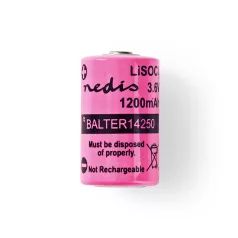 LiSOC
nedis
3.6V
1200mAh
BALTER14250
Must be disposed
of properly.
Not Rechargeable